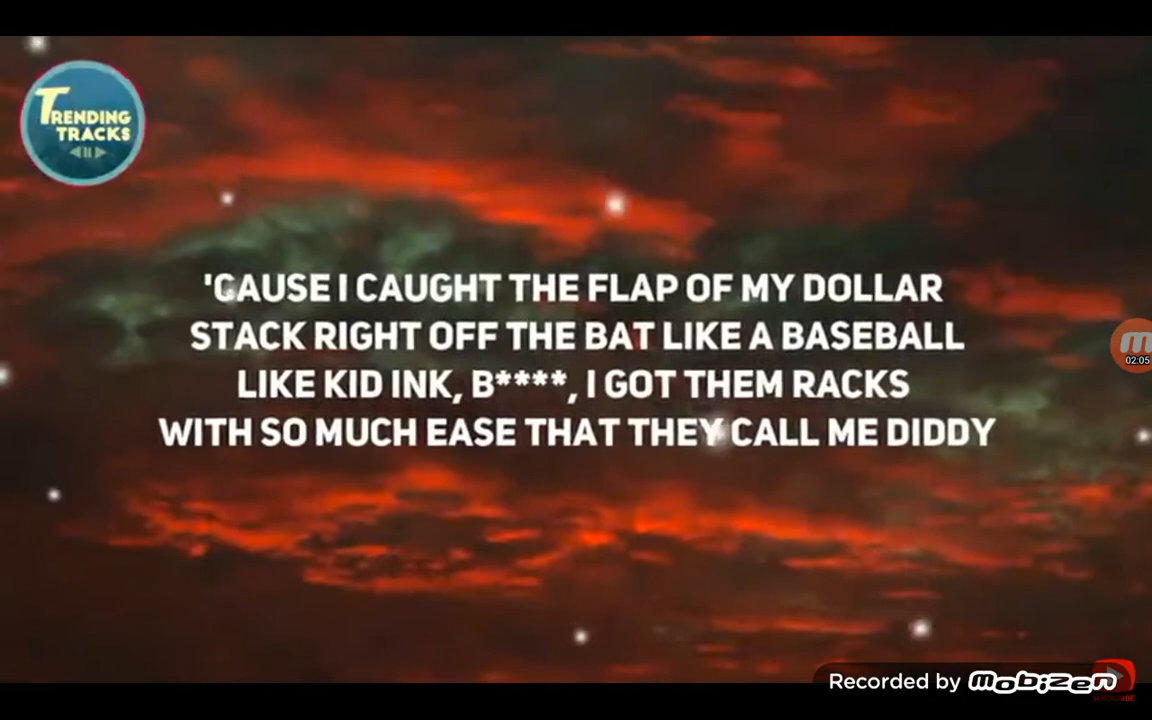 TRENDING
TRACKS
'CAUSE I CAUGHT THE FLAP OF MY DOLLAR
STACK RIGHT OFF THE BAT LIKE A BASEBALL
LIKE KID INK, B****, I GOT THEM RACKS
WITH SO MUCH EASE THAT THEY CALL ME DIDDY
02:05
Recorded by mobizen
SUBSCRIBE